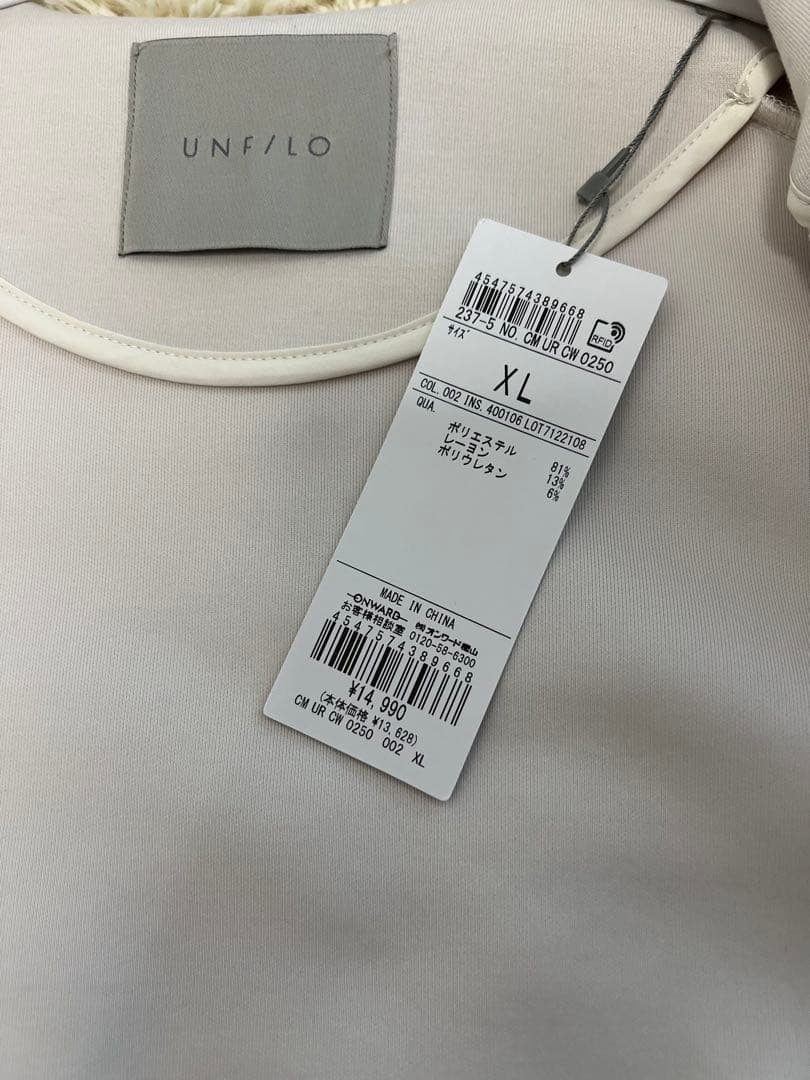 UNF/LO
4547574389668
237-5 NO. CM UR CW 0250
RFID
サイズ
XL
COL. 002 INS. 400106 LOT7122108
QUA.
ポリエステル 81%
レーヨン 13%
ポリウレタン 6%
MADE IN CHINA
ONWARD ㈱オンワード樫山
お客様相談室 0120-58-6300
4547574389668
¥14,990
(本体価格 ¥13,628)
CM UR CW 0250 002 XL